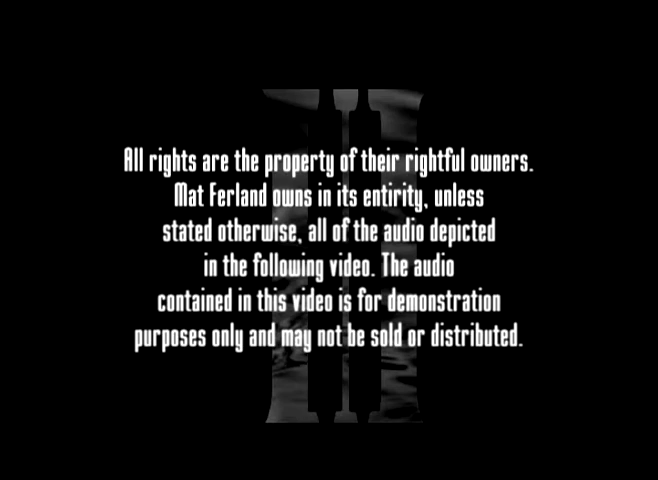 All rights are the property of their rightful owners.
Mat Ferland owns in its entirity, unless
stated otherwise, all of the audio depicted
in the following video. The audio
contained in this video is for demonstration
purposes only and may not be sold or distributed.